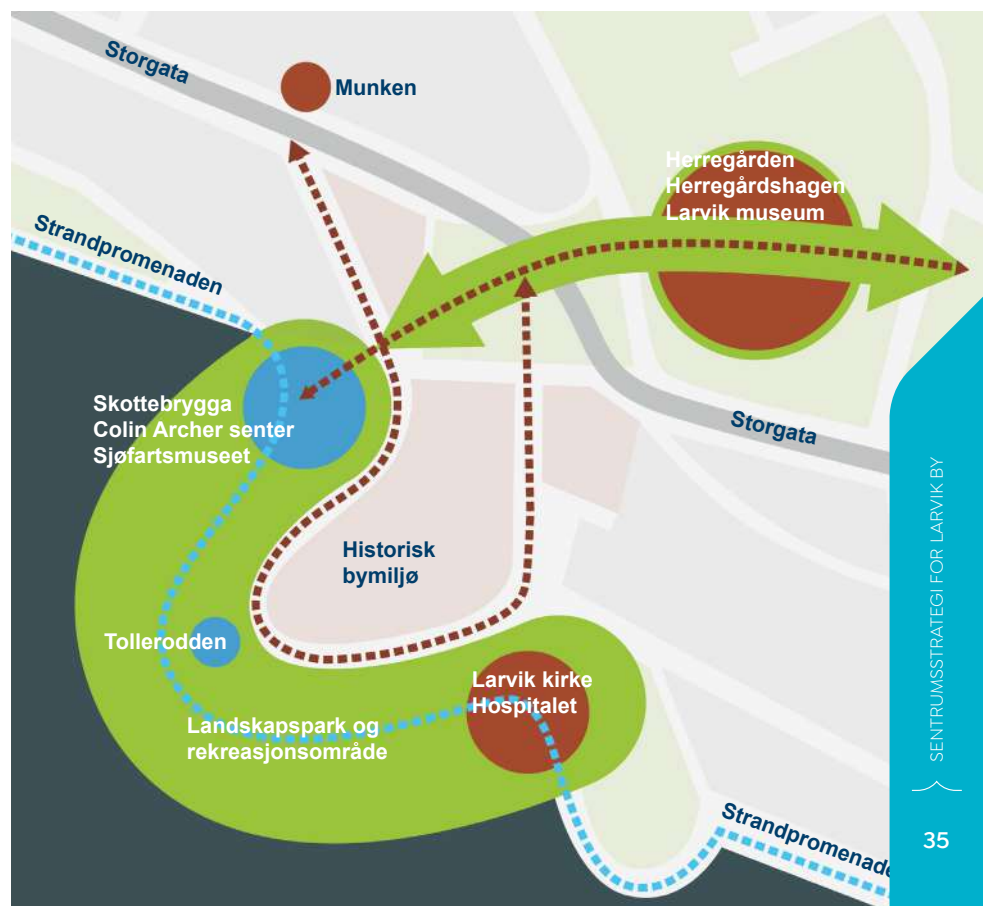 Storgata
Munken
Herregården
Herregårdshagen
Larvik museum
Strandpromenaden
Skottebrygga
Colin Archer senter
Sjøfartsmuseet
Storgata
Historisk
bymiljø
Tollerodden
Larvik kirke
Hospitalet
Landskapspark og
rekreasjonsområde
Strandpromenaden
SENTRUMSSTRATEGI FOR LARVIK BY
35